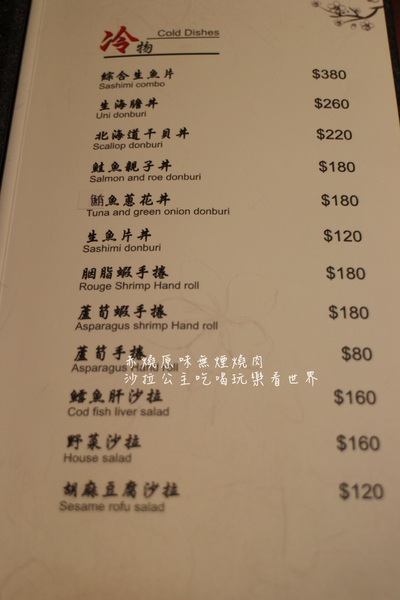 冷物 Cold Dishes
綜合生魚片 $380
Sashimi combo
生海膽丼 $260
Uni donburi
北海道干貝丼 $220
Scallop donburi
鮭魚親子丼 $180
Salmon and roe donburi
鮪魚蔥花丼 $180
Tuna and green onion donburi
生魚片丼 $120
Sashimi donburi
胭脂蝦手捲 $180
Rouge Shrimp Hand roll
蘆筍蝦手捲 $180
Asparagus shrimp Hand roll
蘆筍手捲 $80
Asparagus Hand roll
赤燒原味無煙燒肉
沙拉公主吃喝玩樂看世界
鱈魚肝沙拉 $160
Cod fish liver salad
野菜沙拉 $160
House salad
胡麻豆腐沙拉 $120
Sesame rofu salad